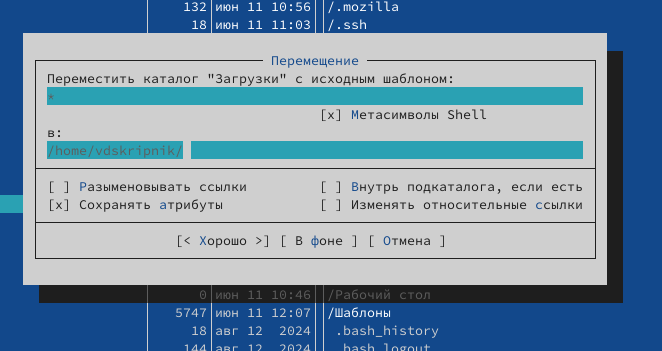 132 июн 11 10:56 /.mozilla
18 июн 11 11:03 /.ssh
Перемещение
Переместить каталог "Загрузки" с исходным шаблоном:
*
[x] Метасимволы Shell
в:
/home/vdskripnik/
[ ] Разыменовывать ссылки [ ] Внутрь подкаталога, если есть
[x] Сохранять атрибуты [ ] Изменять относительные ссылки
[< Хорошо >] [ В фоне ] [ Отмена ]
0 июн 11 10:46 /Рабочий стол
5747 июн 11 12:07 /Шаблоны
18 авг 12 2024 .bash_history
144 авг 12 2024 .bash_logout